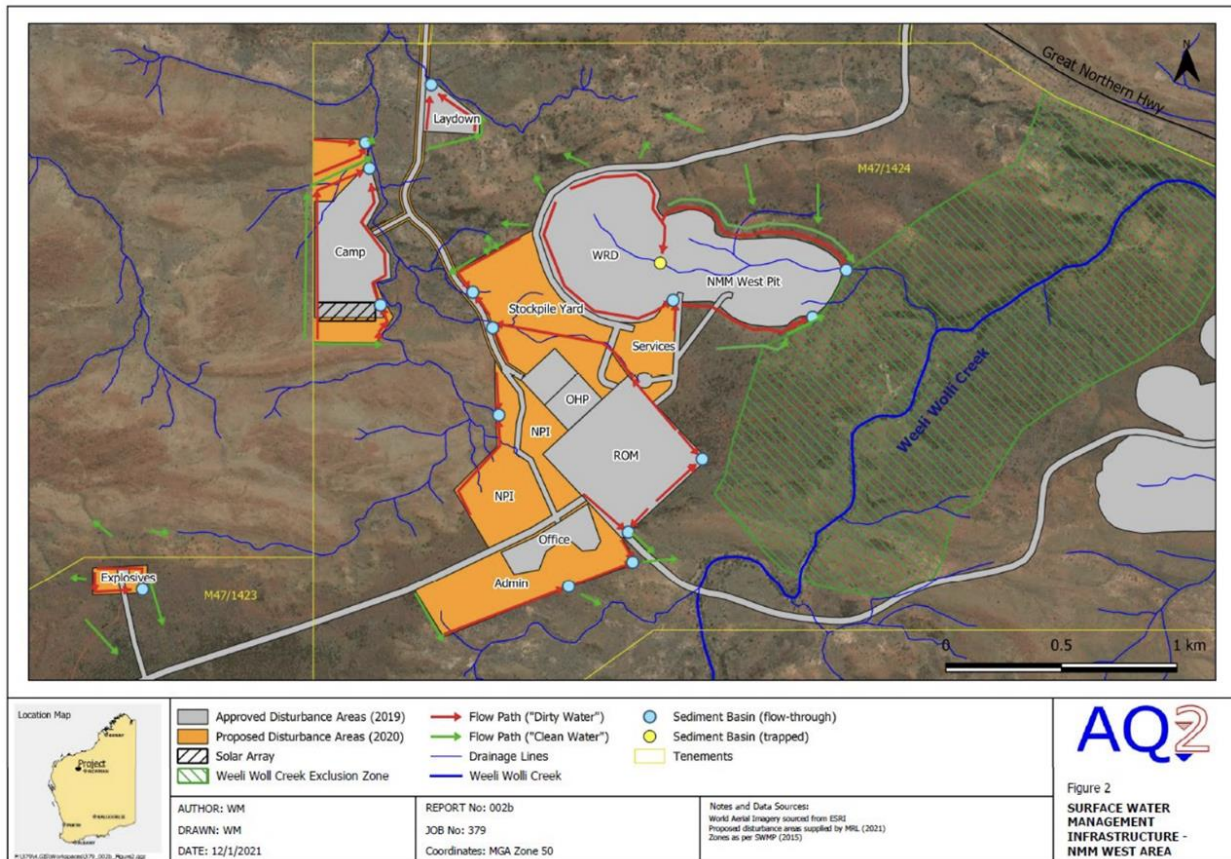 Great Northern Hwy
N
Laydown
M47/1424
Camp
WRD
NMM West Pit
Stockpile Yard
Services
OHP
NPI
ROM
Weeli Wolli Creek
NPI
Office
Explosives
Admin
M47/1423
0 0.5 1 km
Location Map
Project
Approved Disturbance Areas (2019)
Proposed Disturbance Areas (2020)
Solar Array
Weeli Woll Creek Exclusion Zone
Flow Path ("Dirty Water")
Flow Path ("Clean Water")
Drainage Lines
Weeli Wolli Creek
Sediment Basin (flow-through)
Sediment Basin (trapped)
Tenements
AQ2
Figure 2
SURFACE WATER
MANAGEMENT
INFRASTRUCTURE -
NMM WEST AREA
AUTHOR: WM
DRAWN: WM
DATE: 12/1/2021
REPORT No: 002b
JOB No: 379
Coordinates: MGA Zone 50
Notes and Data Sources:
World Aerial Imagery sourced from ESRI
Proposed disturbance areas supplied by MRL (2021)
Zones as per SWMP (2015)